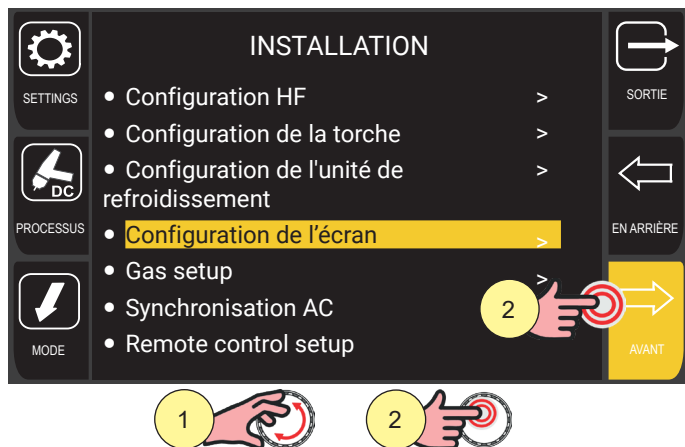 INSTALLATION
SETTINGS
PROCESSUS
DC
MODE
• Configuration HF >
• Configuration de la torche >
• Configuration de l'unité de >
refroidissement
• Configuration de l’écran >
• Gas setup >
• Synchronisation AC
• Remote control setup
SORTIE
EN ARRIÈRE
AVANT
2
1
2